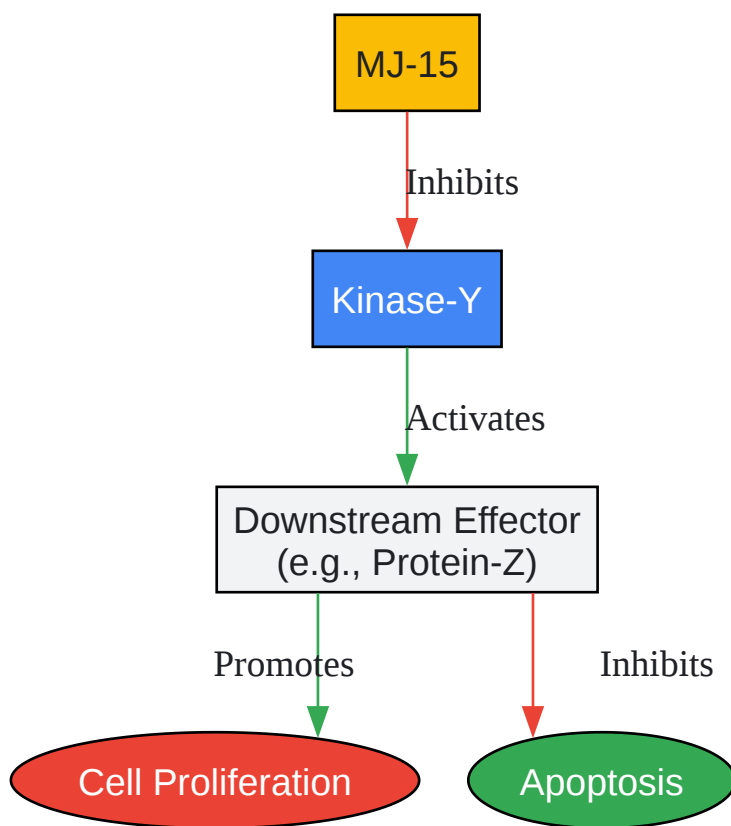 MJ-15
Inhibits
Kinase-Y
Activates
Downstream Effector
(e.g., Protein-Z)
Promotes
Inhibits
Cell Proliferation
Apoptosis